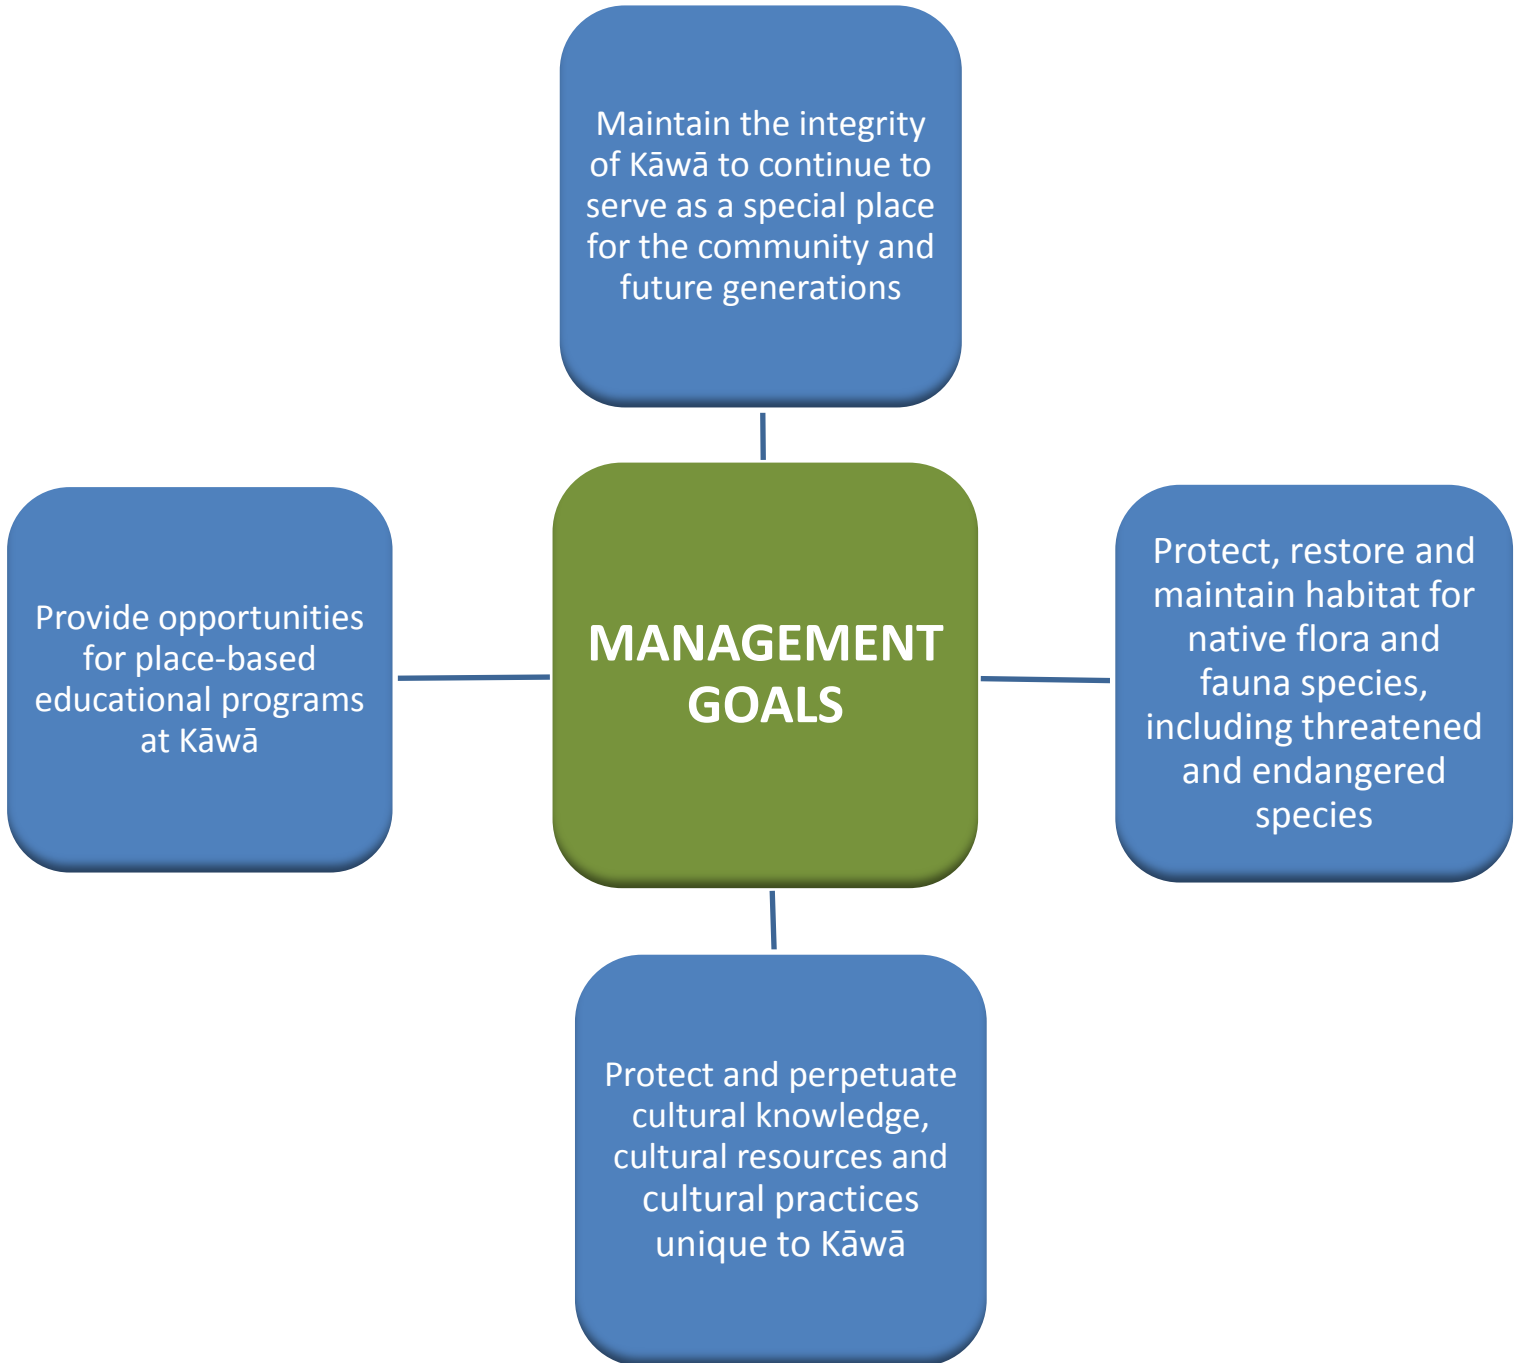 Maintain the integrity
of Kāwā to continue to
serve as a special place
for the community and
future generations
Provide opportunities
for place-based
educational programs
at Kāwā
MANAGEMENT
GOALS
Protect, restore and
maintain habitat for
native flora and
fauna species,
including threatened
and endangered
species
Protect and perpetuate
cultural knowledge,
cultural resources and
cultural practices
unique to Kāwā